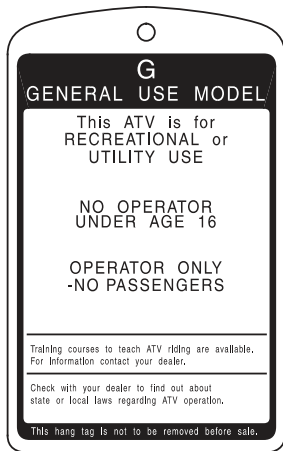 G
GENERAL USE MODEL
This ATV is for
RECREATIONAL or
UTILITY USE
NO OPERATOR
UNDER AGE 16
OPERATOR ONLY
-NO PASSENGERS
Training courses to teach ATV riding are available.
For information contact your dealer.
Check with your dealer to find out about
state or local laws regarding ATV operation.
This hang tag is not to be removed before sale.